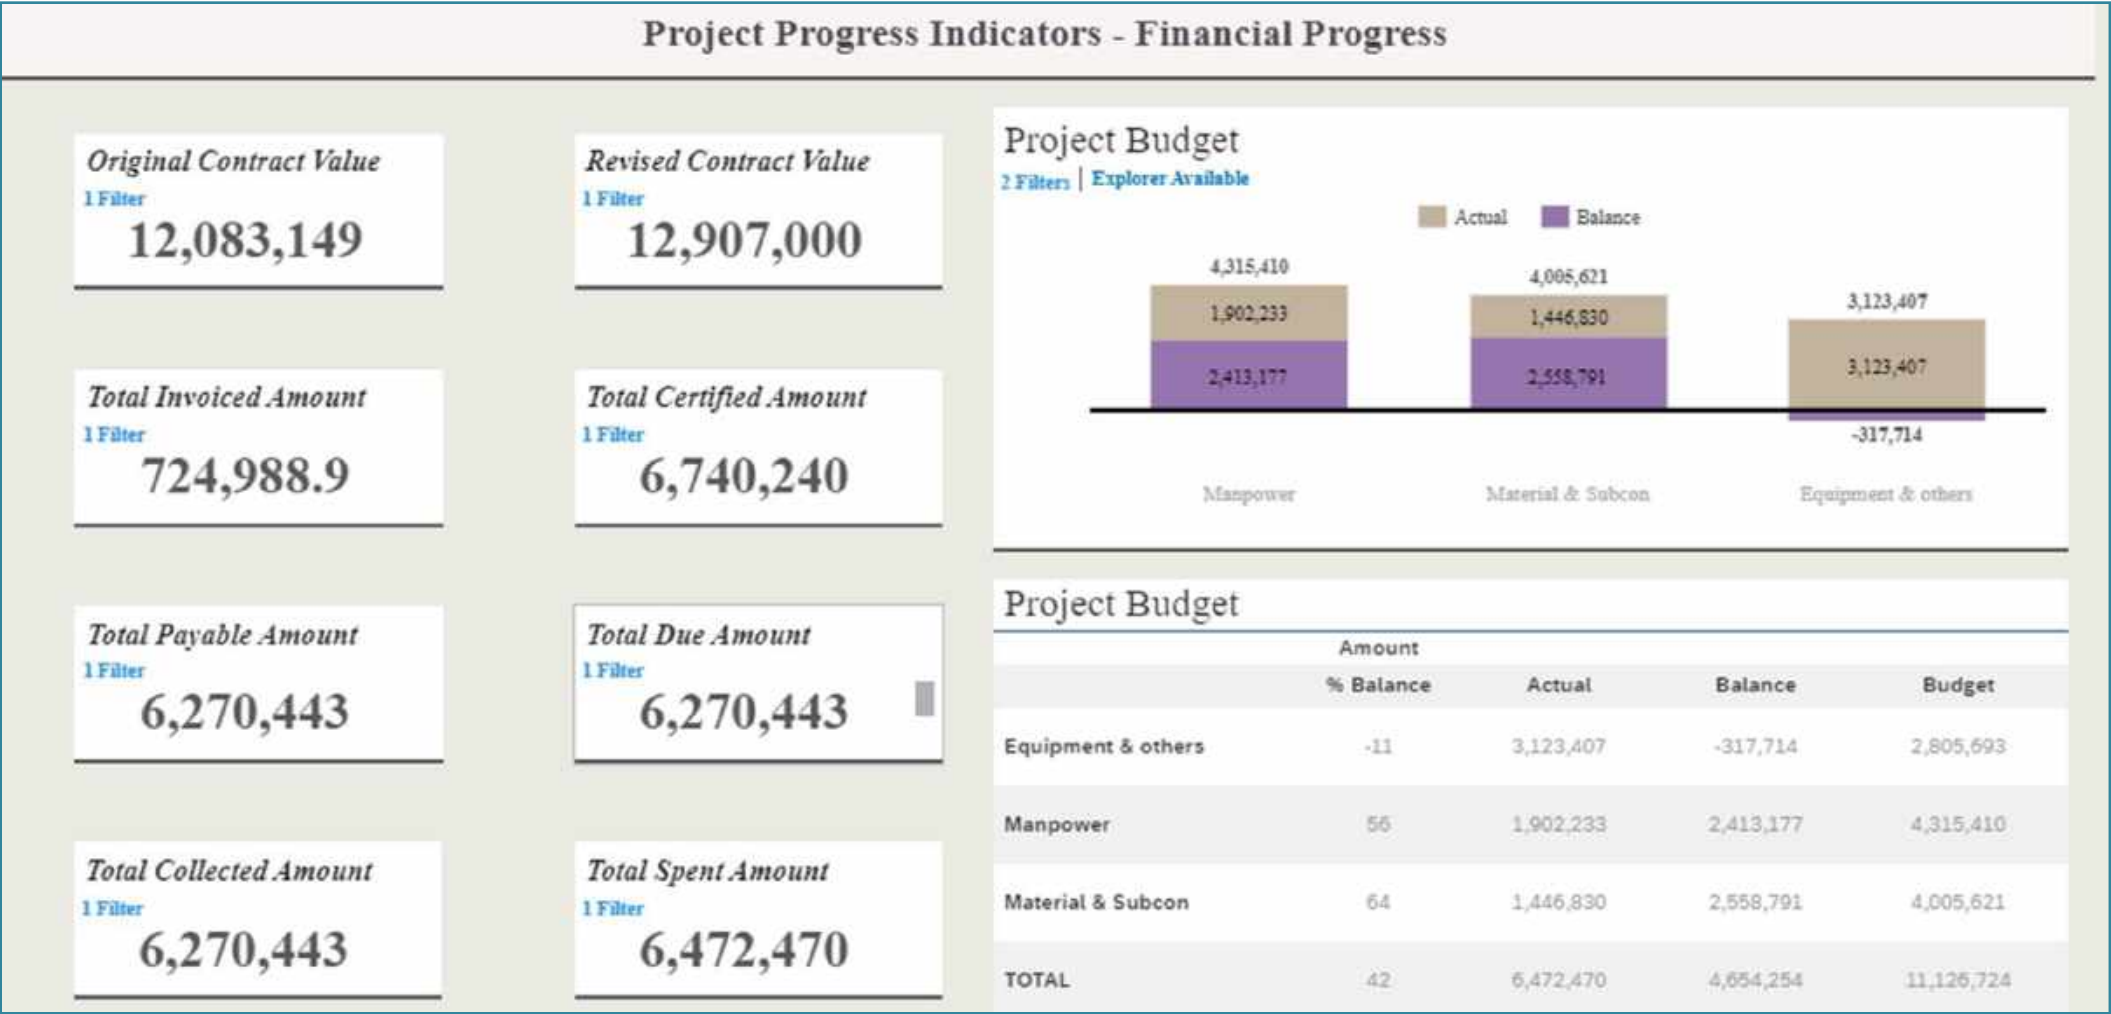 Project Progress Indicators - Financial Progress
Original Contract Value
1 Filter
12,083,149
Revised Contract Value
1 Filter
12,907,000
Total Invoiced Amount
1 Filter
724,988.9
Total Certified Amount
1 Filter
6,740,240
Total Payable Amount
1 Filter
6,270,443
Total Due Amount
1 Filter
6,270,443
Total Collected Amount
1 Filter
6,270,443
Total Spent Amount
1 Filter
6,472,470
Project Budget
2 Filters | Explorer Available
Actual Balance
4,315,410
1,902,233
2,413,177
4,005,621
1,446,830
2,558,791
3,123,407
3,123,407
-317,714
Manpower Material & Subcon Equipment & others
Project Budget
Amount
% Balance Actual Balance Budget
Equipment & others -11 3,123,407 -317,714 2,805,693
Manpower 56 1,902,233 2,413,177 4,315,410
Material & Subcon 64 1,446,830 2,558,791 4,005,621
TOTAL 42 6,472,470 4,654,254 11,126,724